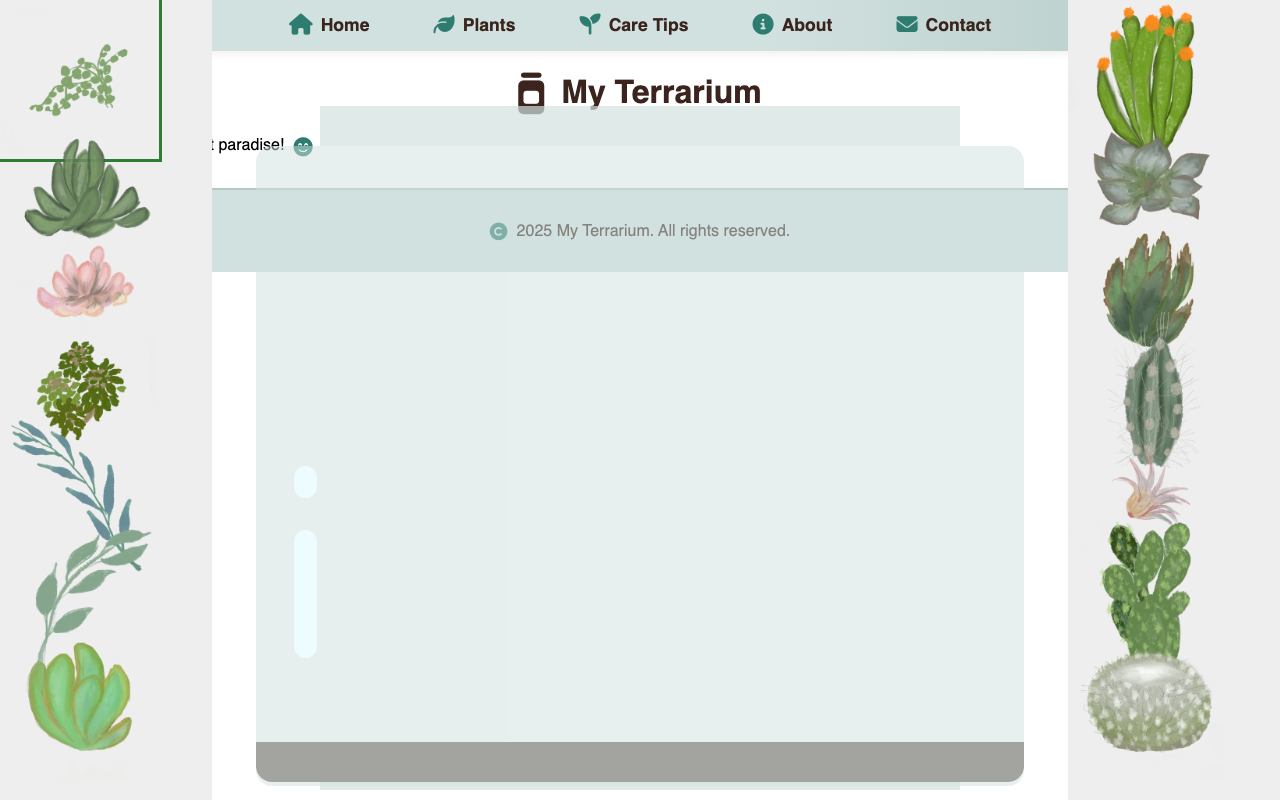 Home
Plants
Care Tips
About
Contact
My Terrarium
paradise!
2025 My Terrarium. All rights reserved.